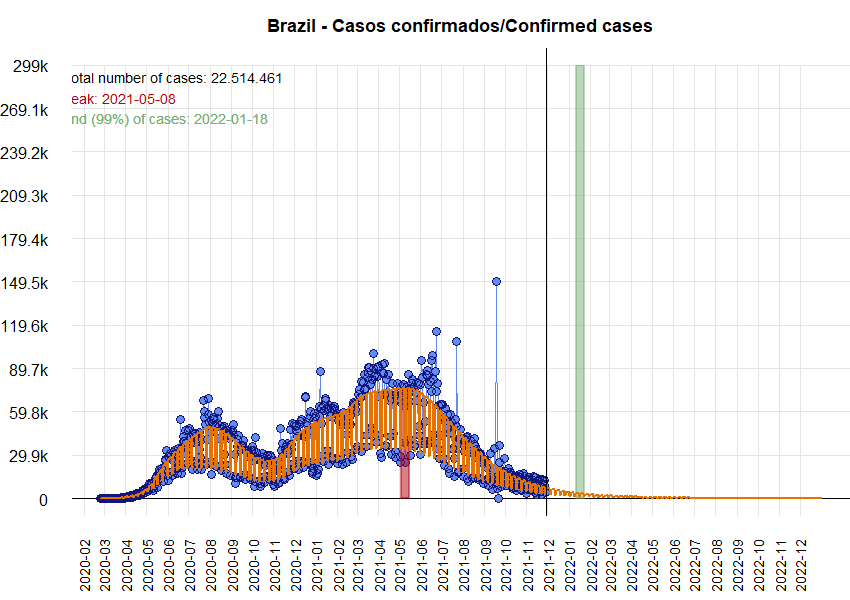 Brazil - Casos confirmados/Confirmed cases
299k
269.1k
239.2k
209.3k
179.4k
149.5k
119.6k
89.7k
59.8k
29.9k
0
otal number of cases: 22.514.461
eak: 2021-05-08
nd (99%) of cases: 2022-01-18
2020-02
2020-03
2020-04
2020-05
2020-06
2020-07
2020-08
2020-09
2020-10
2020-11
2020-12
2021-01
2021-02
2021-03
2021-04
2021-05
2021-06
2021-07
2021-08
2021-09
2021-10
2021-11
2021-12
2022-01
2022-02
2022-03
2022-04
2022-05
2022-06
2022-07
2022-08
2022-09
2022-10
2022-11
2022-12